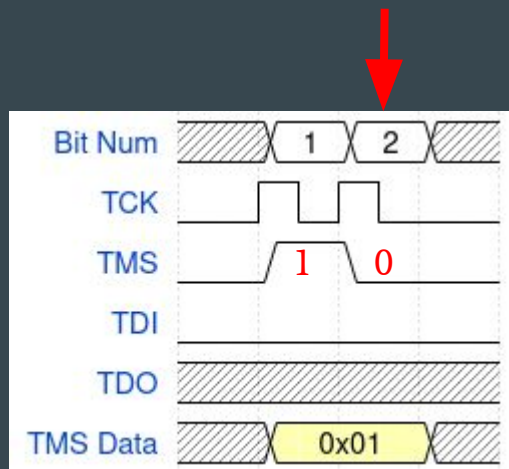 Bit Num 1 2
TCK
TMS 1 0
TDI
TDO
TMS Data 0x01